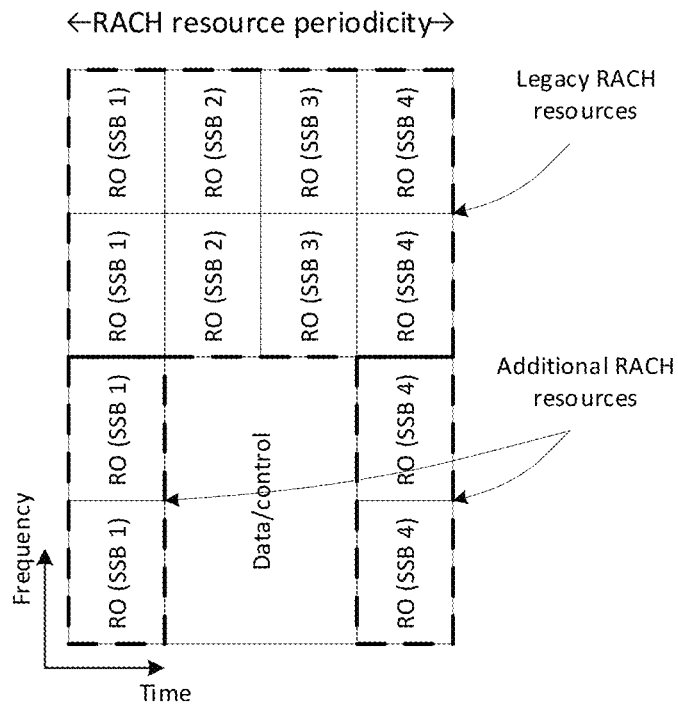 ←RACH resource periodicity→
Legacy RACH
resources
RO (SSB 1)
RO (SSB 2)
RO (SSB 3)
RO (SSB 4)
RO (SSB 1)
RO (SSB 2)
RO (SSB 3)
RO (SSB 4)
Additional RACH
resources
RO (SSB 1)
Data/control
RO (SSB 4)
RO (SSB 1)
RO (SSB 4)
Frequency
Time